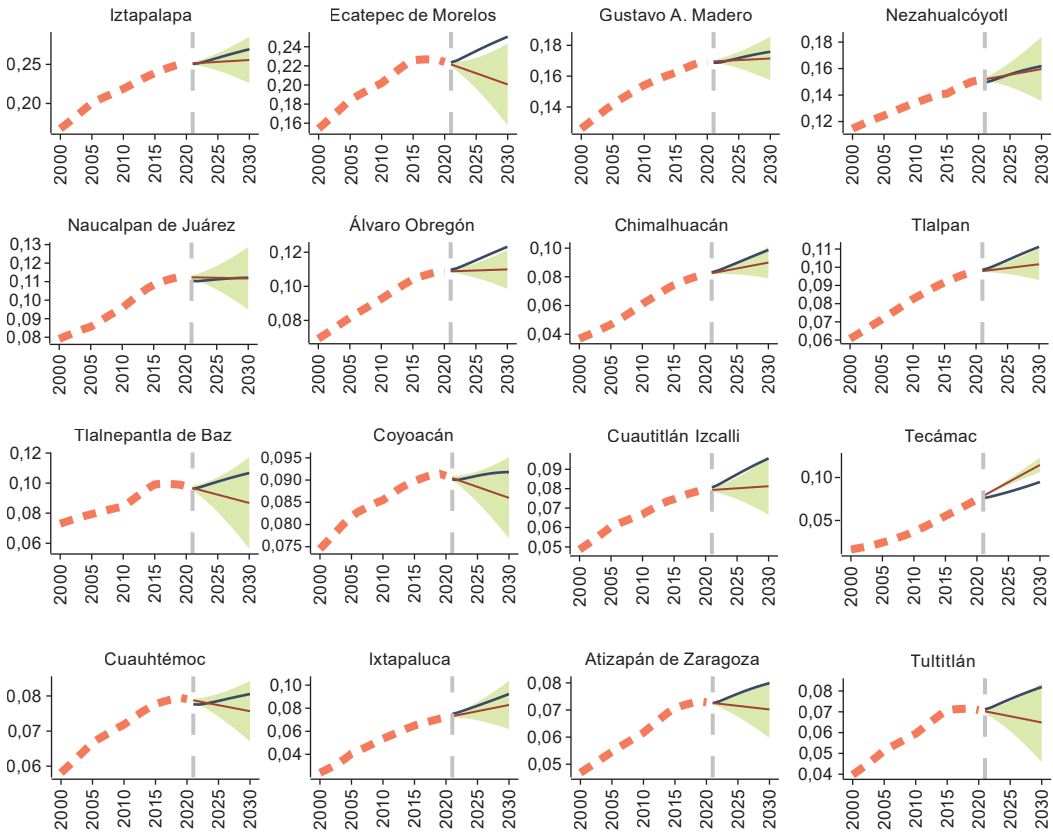 Iztapalapa
0,25
0,20
2000 2005 2010 2015 2020 2025 2030
Ecatepec de Morelos
0,24
0,22
0,20
0,18
0,16
2000 2005 2010 2015 2020 2025 2030
Gustavo A. Madero
0,18
0,16
0,14
2000 2005 2010 2015 2020 2025 2030
Nezahualcóyotl
0,18
0,16
0,14
0,12
2000 2005 2010 2015 2020 2025 2030
Naucalpan de Juárez
0,13
0,12
0,11
0,10
0,09
0,08
2000 2005 2010 2015 2020 2025 2030
Álvaro Obregón
0,12
0,10
0,08
2000 2005 2010 2015 2020 2025 2030
Chimalhuacán
0,10
0,08
0,06
0,04
2000 2005 2010 2015 2020 2025 2030
Tlalpan
0,11
0,10
0,09
0,08
0,07
0,06
2000 2005 2010 2015 2020 2025 2030
Tlalnepantla de Baz
0,12
0,10
0,08
0,06
2000 2005 2010 2015 2020 2025 2030
Coyoacán
0,095
0,090
0,085
0,080
0,075
2000 2005 2010 2015 2020 2025 2030
Cuautitlán Izcalli
0,09
0,08
0,07
0,06
0,05
2000 2005 2010 2015 2020 2025 2030
Tecámac
0,10
0,05
2000 2005 2010 2015 2020 2025 2030
Cuauhtémoc
0,08
0,07
0,06
2000 2005 2010 2015 2020 2025 2030
Ixtapaluca
0,10
0,08
0,06
0,04
2000 2005 2010 2015 2020 2025 2030
Atizapán de Zaragoza
0,08
0,07
0,06
0,05
2000 2005 2010 2015 2020 2025 2030
Tultitlán
0,08
0,07
0,06
0,05
0,04
2000 2005 2010 2015 2020 2025 2030